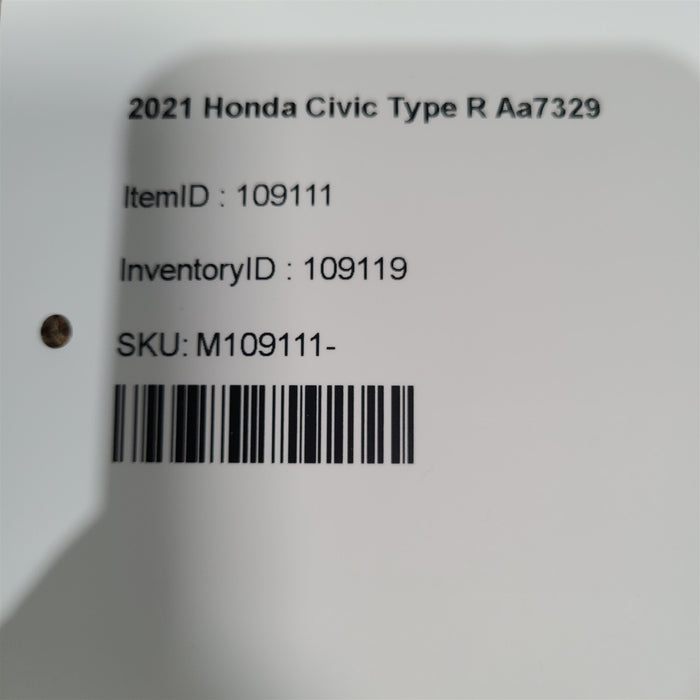 2021 Honda Civic Type R Aa7329
ItemID : 109111
InventoryID : 109119
SKU: M109111-